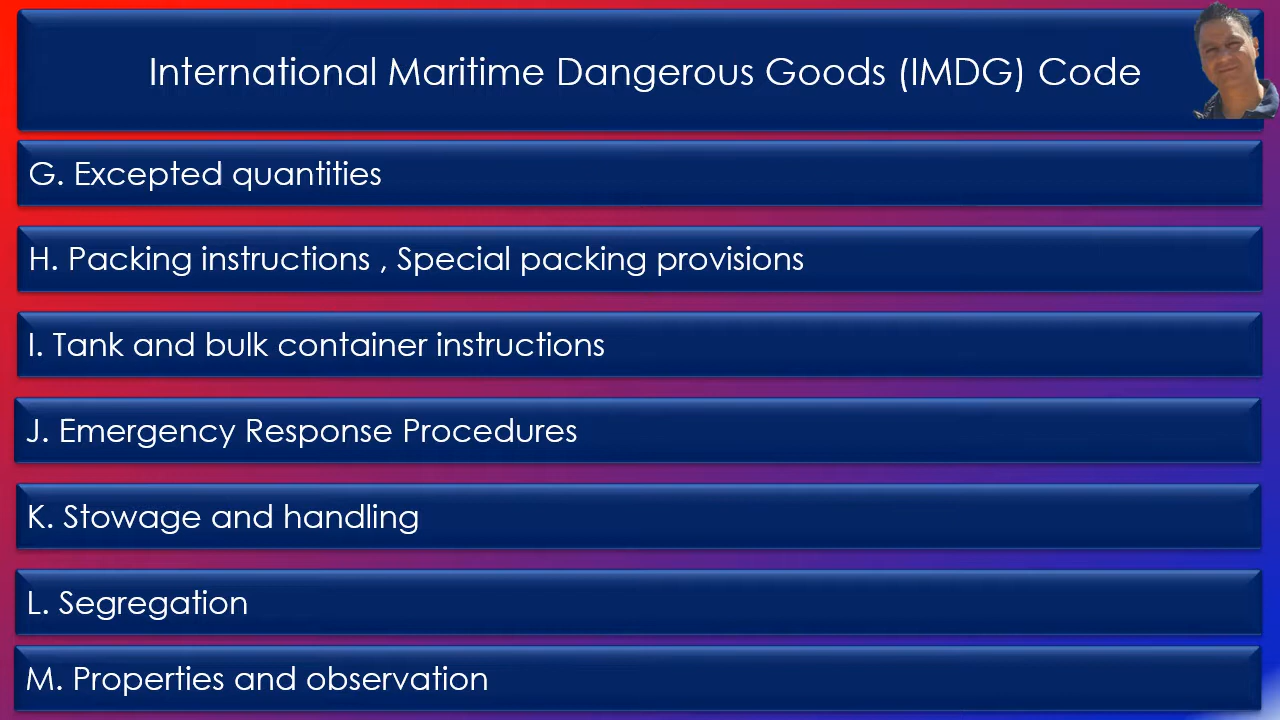 International Maritime Dangerous Goods (IMDG) Code
G. Excepted quantities
H. Packing instructions , Special packing provisions
I. Tank and bulk container instructions
J. Emergency Response Procedures
K. Stowage and handling
L. Segregation
M. Properties and observation